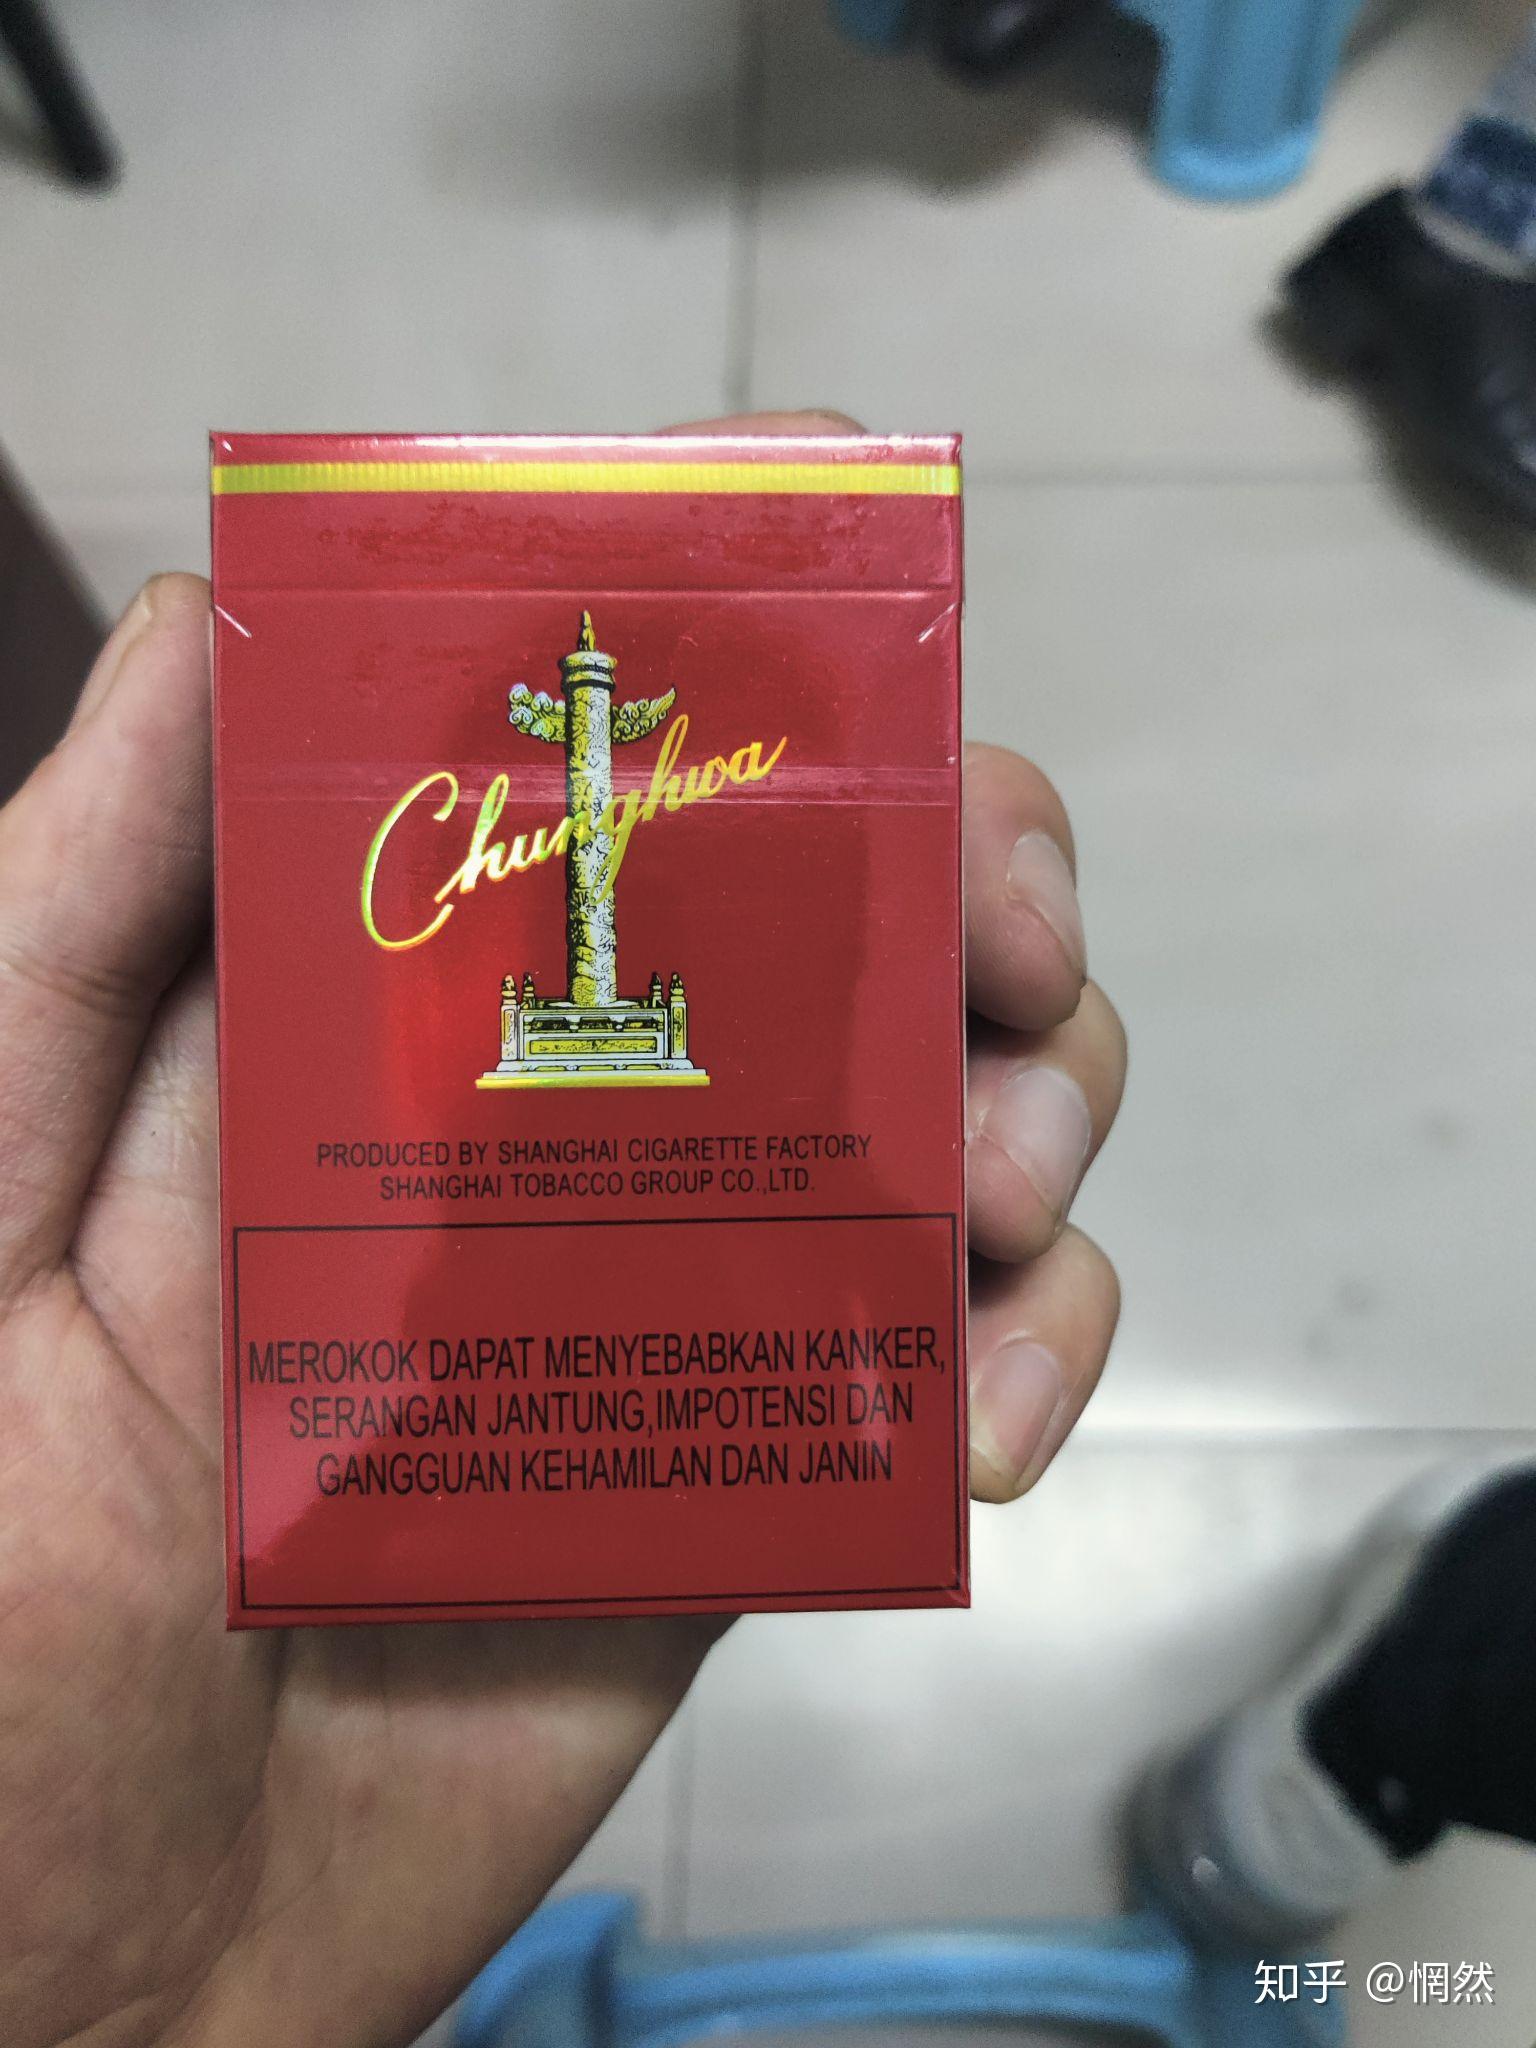 Chunghwa
PRODUCED BY SHANGHAI CIGARETTE FACTORY
SHANGHAI TOBACCO GROUP CO.,LTD.
MEROKOK DAPAT MENYEBABKAN KANKER,
SERANGAN JANTUNG,IMPOTENSI DAN
GANGGUAN KEHAMILAN DAN JANIN
知乎 @惘然